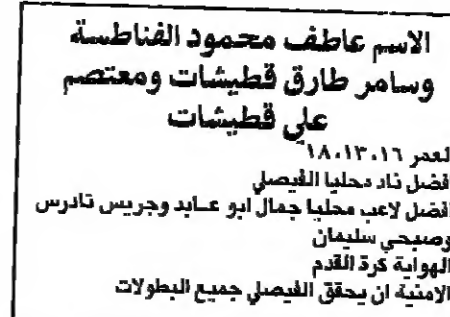 الاسم عاطف محمود الفناطسة
وسامر طارق قطيشات ومعتصم
علي قطيشات
لعمر ١٨،١٣،١٦
افضل ناد محليا الفيصلي
افضل لاعب محليا جمال ابو عابد وجريس تادرس
وصبحي سليمان
الهواية كرة القدم
الامنية ان يحقق الفيصلي جميع البطولات